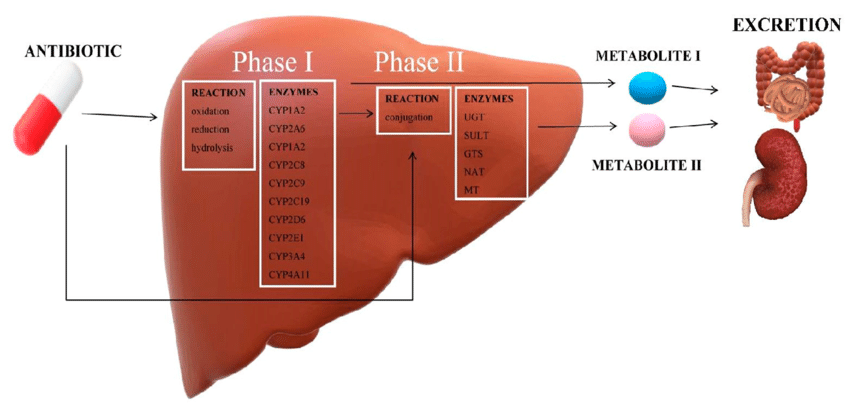 EXCRETION
ANTIBIOTIC
Phase I
Phase II
METABOLITE I
REACTION
oxidation
reduction
hydrolysis
ENZYMES
CYP1A2
CYP2A6
CYP1A2
CYP2C8
CYP2C9
CYP2C19
CYP2D6
CYP2E1
CYP3A4
CYP4A11
REACTION
conjugation
ENZYMES
UGT
SULT
GTS
NAT
MT
METABOLITE II